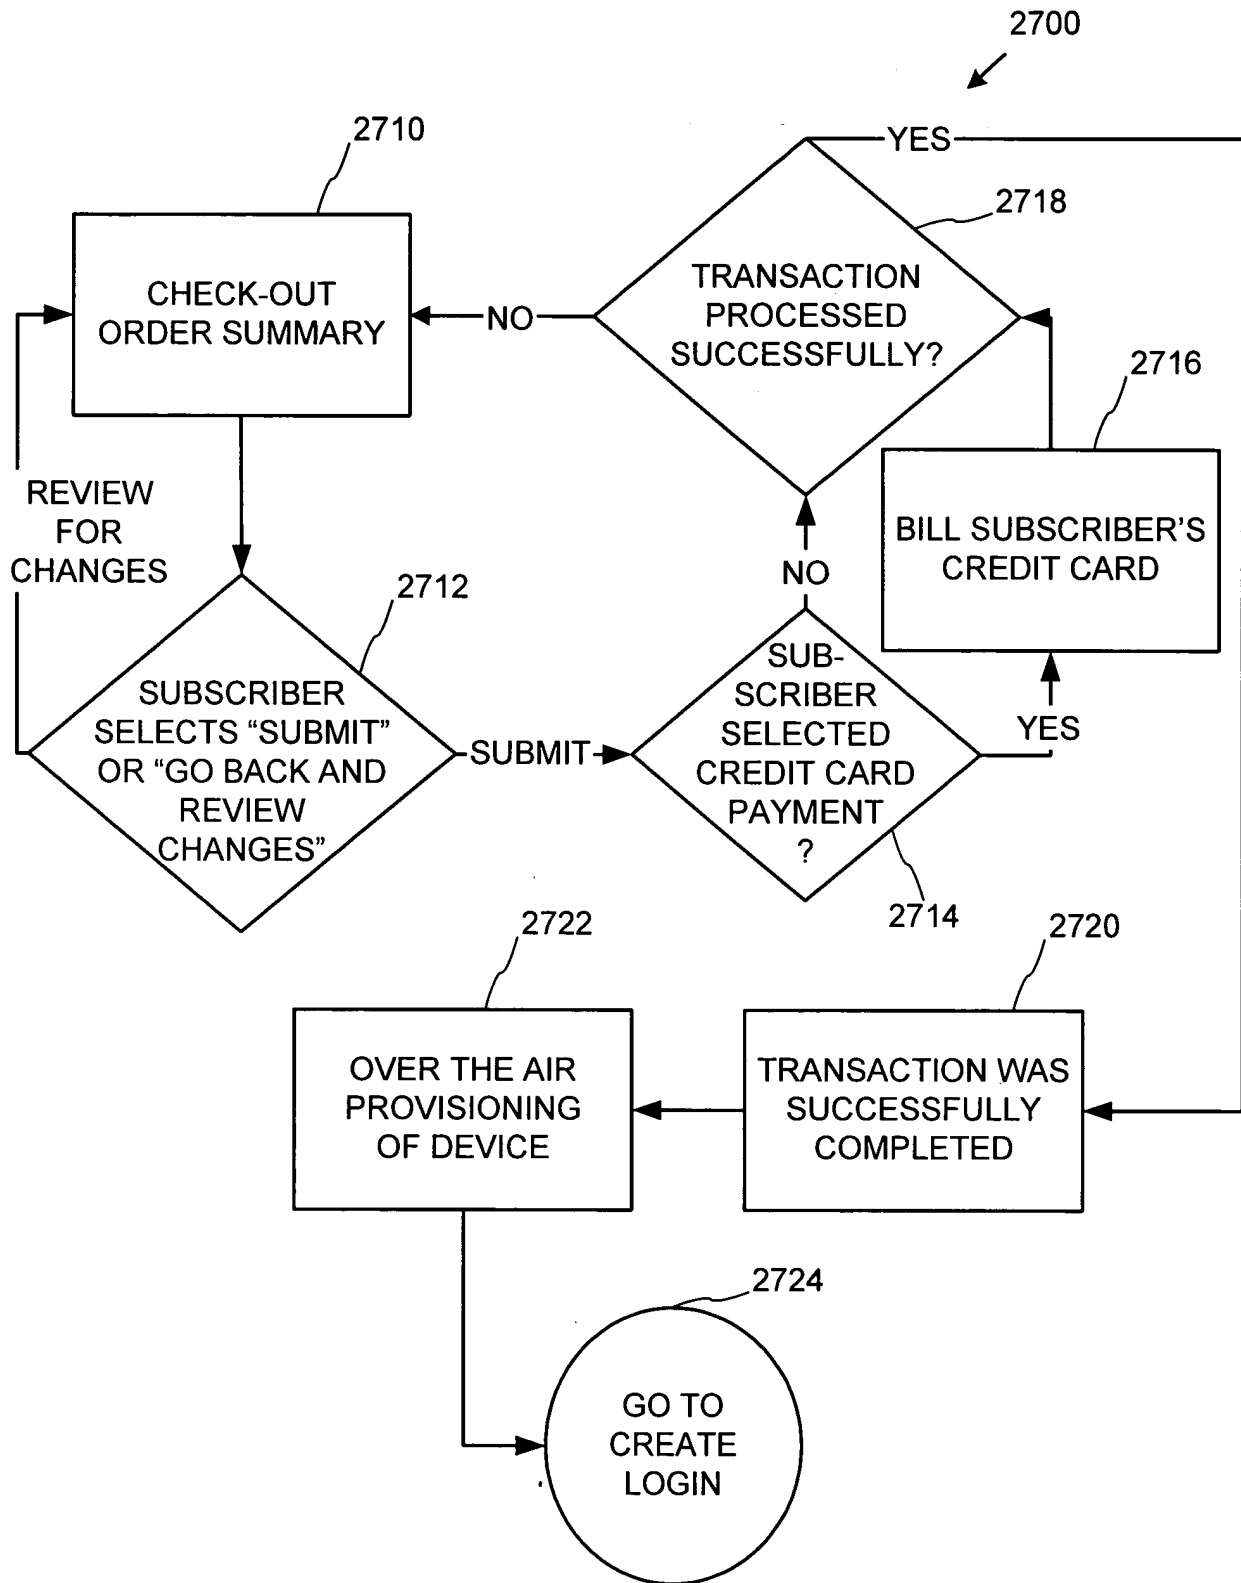 2700
YES
2710
2718
CHECK-OUT
ORDER SUMMARY
NO
TRANSACTION
PROCESSED
SUCCESSFULLY?
2716
REVIEW
FOR
CHANGES
BILL SUBSCRIBER’S
CREDIT CARD
NO
2712
SUBSCRIBER
SELECTS “SUBMIT”
OR “GO BACK AND
REVIEW
CHANGES”
SUBMIT
SUB-
SCRIBER
SELECTED
CREDIT CARD
PAYMENT
?
YES
2714
2722
2720
OVER THE AIR
PROVISIONING
OF DEVICE
TRANSACTION WAS
SUCCESSFULLY
COMPLETED
2724
GO TO
CREATE
LOGIN